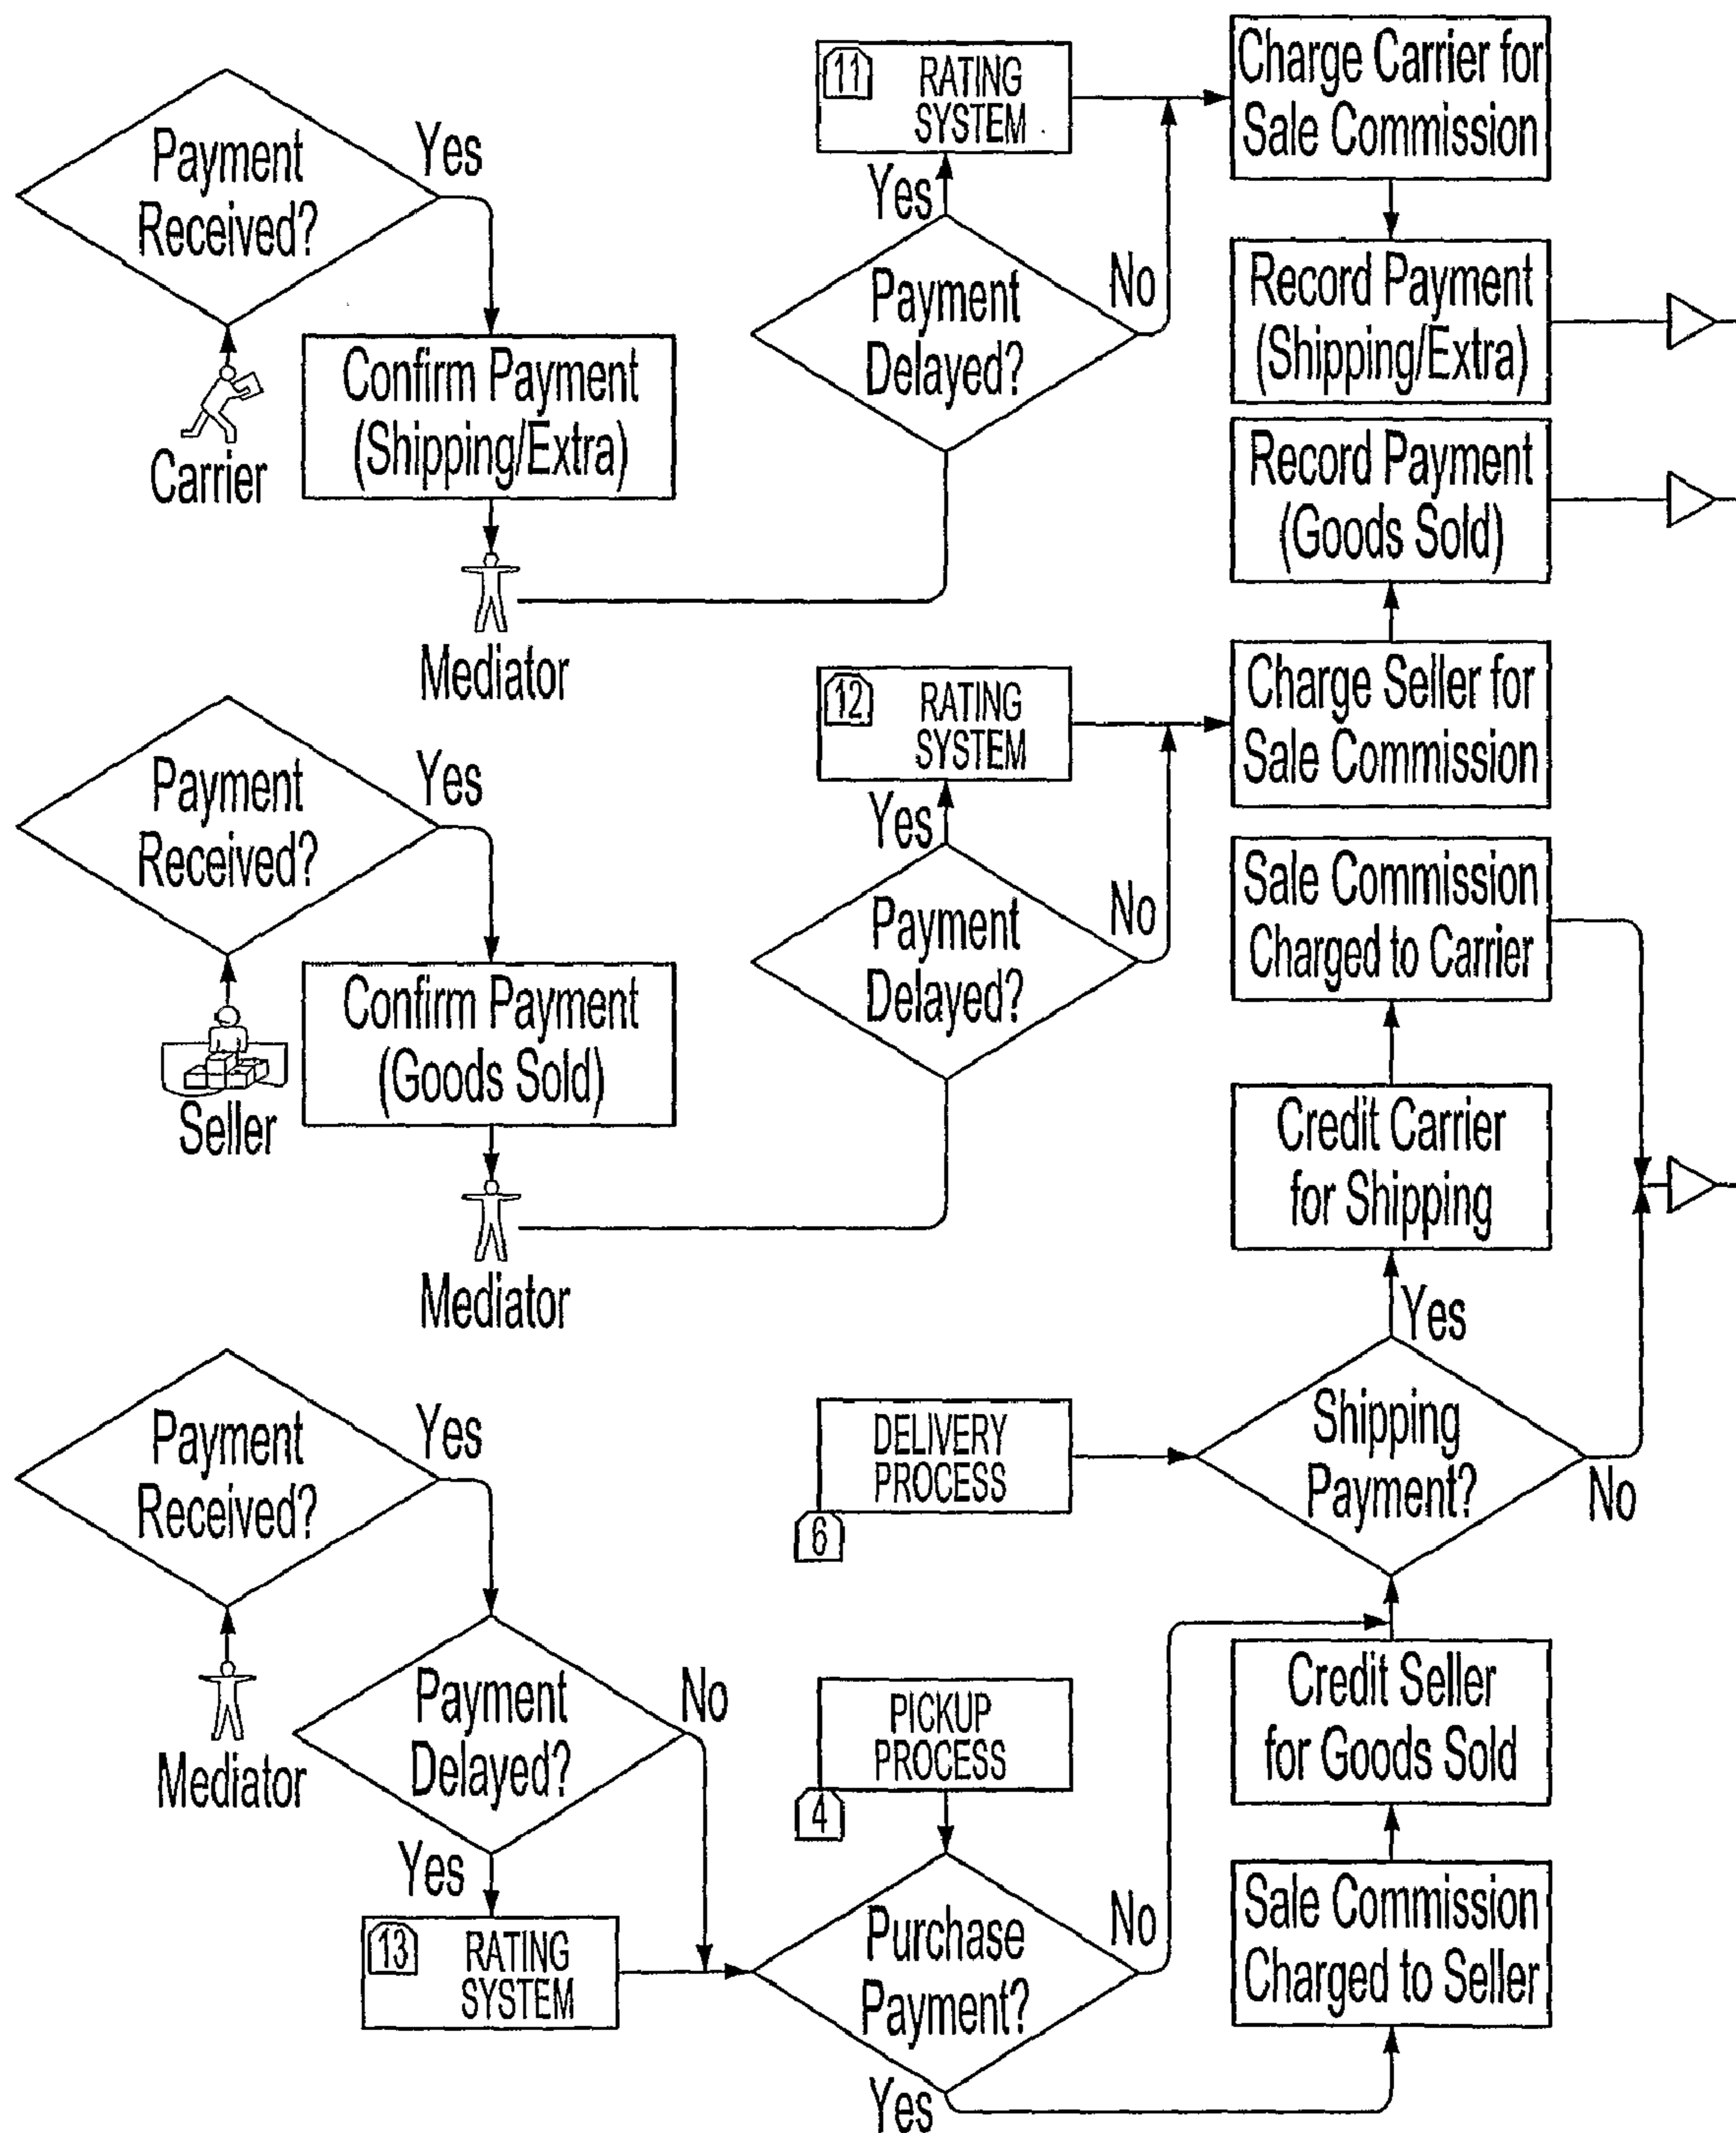 Payment
Received?
Yes
Carrier
Confirm Payment
(Shipping/Extra)
Mediator
11
RATING
SYSTEM
Yes
Payment
Delayed?
No
Charge Carrier for
Sale Commission
Record Payment
(Shipping/Extra)
Record Payment
(Goods Sold)
Payment
Received?
Yes
Seller
Confirm Payment
(Goods Sold)
Mediator
12
RATING
SYSTEM
Yes
Payment
Delayed?
No
Charge Seller for
Sale Commission
Sale Commission
Charged to Carrier
Credit Carrier
for Shipping
Yes
Payment
Received?
Yes
Mediator
Payment
Delayed?
No
Yes
13
RATING
SYSTEM
DELIVERY
PROCESS
6
Shipping
Payment?
No
PICKUP
PROCESS
4
Purchase
Payment?
No
Yes
Credit Seller
for Goods Sold
Sale Commission
Charged to Seller